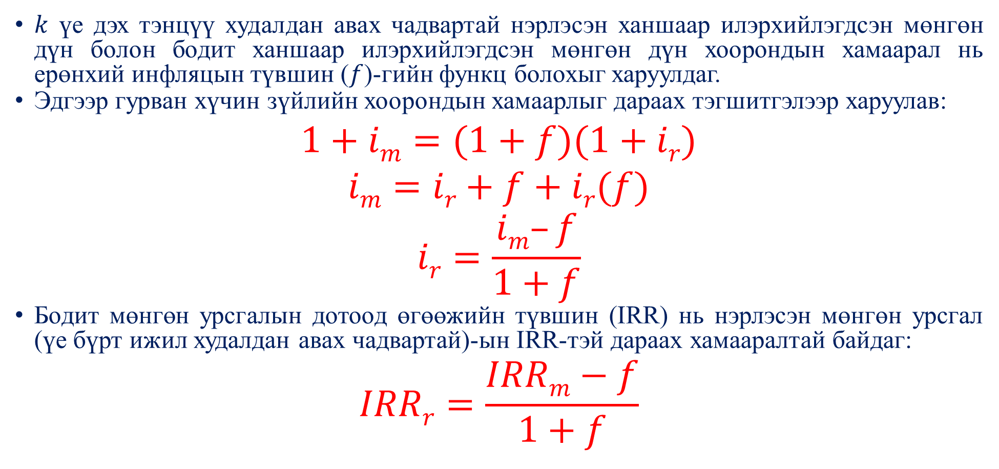 • k үе дэх тэнцүү худалдан авах чадвартай нэрлэсэн ханшаар илэрхийлэгдсэн мөнгөн
дүн болон бодит ханшаар илэрхийлэгдсэн мөнгөн дүн хоорондын хамаарал нь
ерөнхий инфляцын түвшин (f)-гийн функц болохыг харуулдаг.
• Эдгээр гурван хүчин зүйлийн хоорондын хамаарлыг дараах тэгшитгэлээр харуулав:
1 + i_m = (1 + f)(1 + i_r)
i_m = i_r + f + i_r(f)
i_r = \frac{i_m – f}{1 + f}
• Бодит мөнгөн урсгалын дотоод өгөөжийн түвшин (IRR) нь нэрлэсэн мөнгөн урсгал
(үе бүрт ижил худалдан авах чадвартай)-ын IRR-тэй дараах хамааралтай байдаг:
IRR_r = \frac{IRR_m − f}{1 + f}